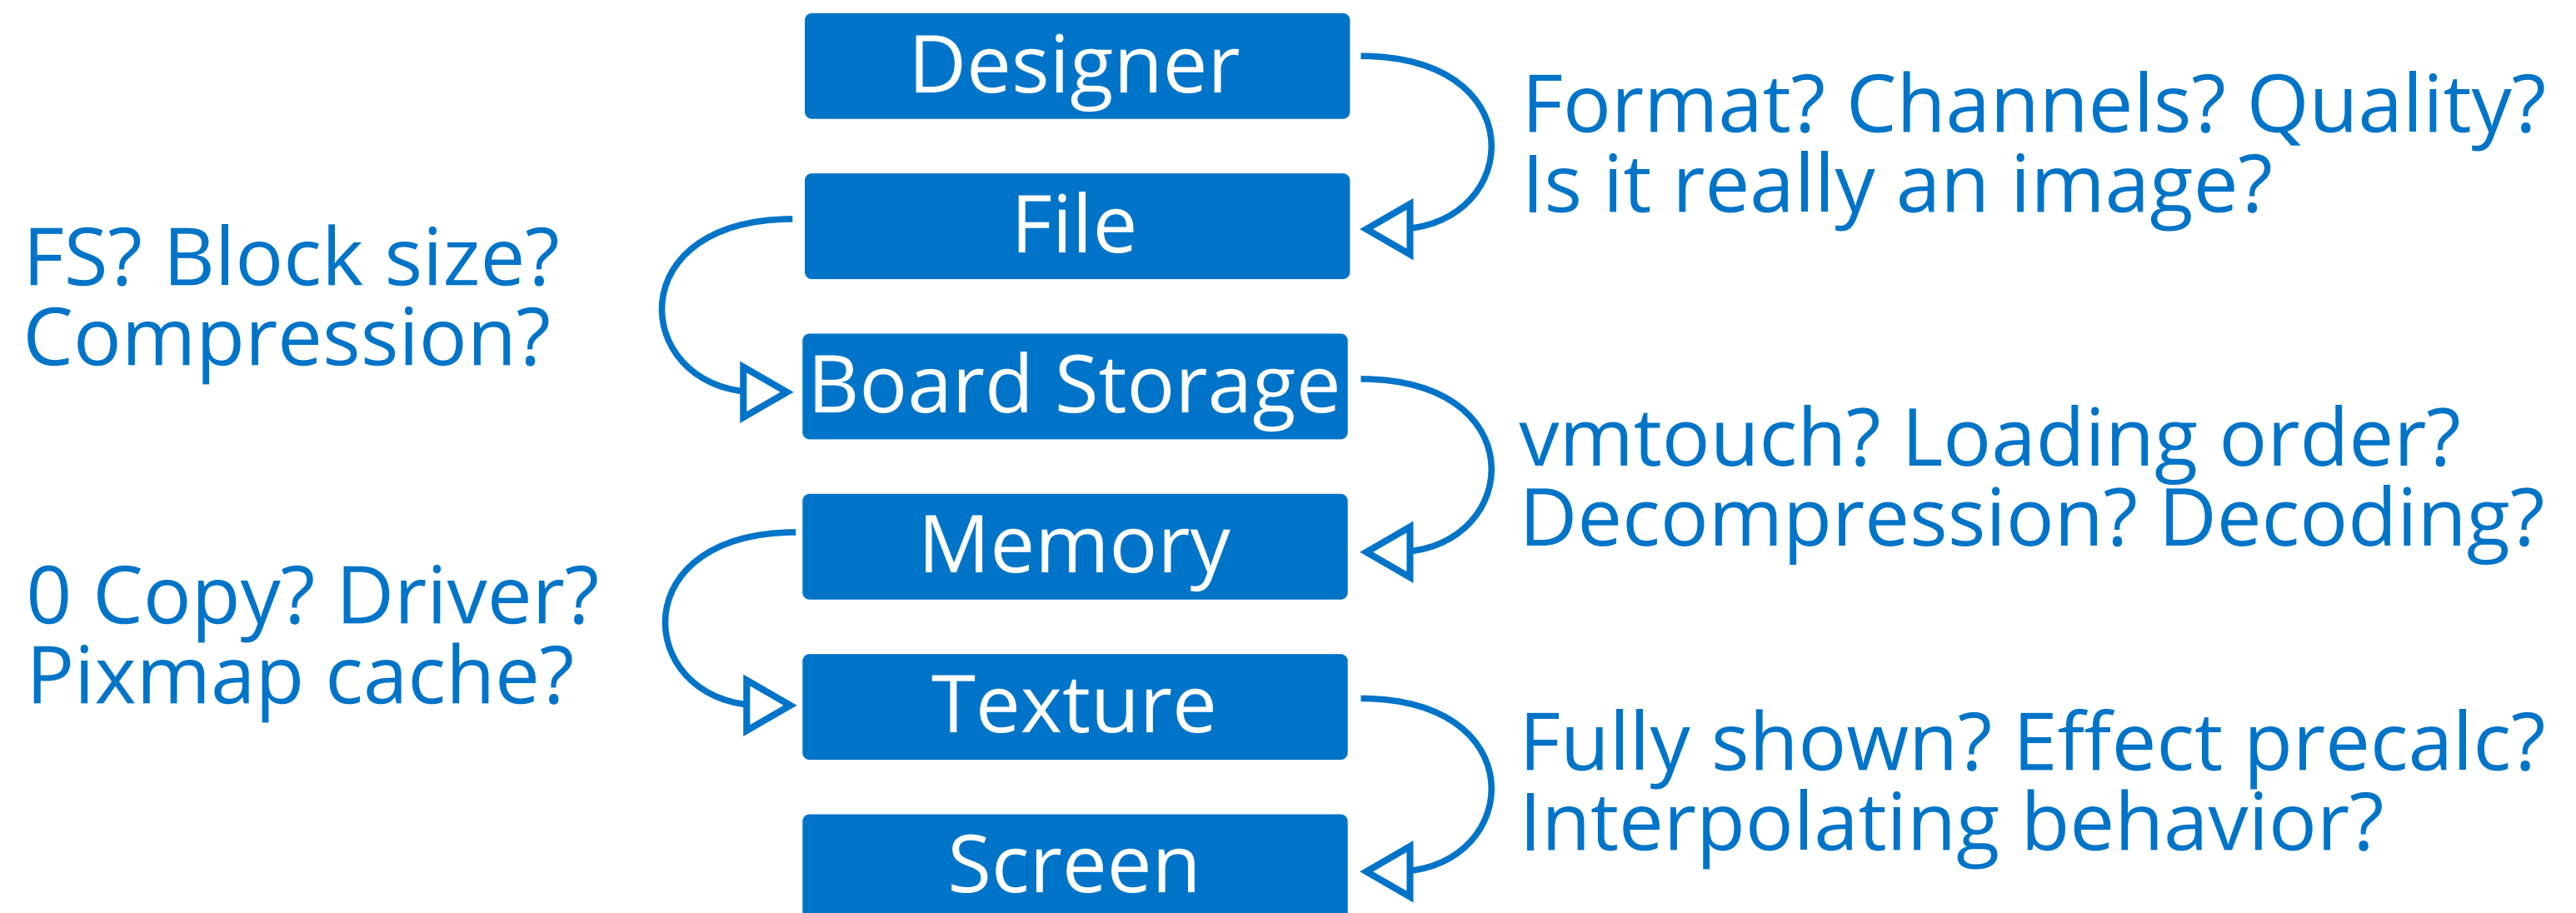 Designer
Format? Channels? Quality?
Is it really an image?
File
FS? Block size?
Compression?
Board Storage
vmtouch? Loading order?
Decompression? Decoding?
Memory
0 Copy? Driver?
Pixmap cache?
Texture
Fully shown? Effect precalc?
Interpolating behavior?
Screen